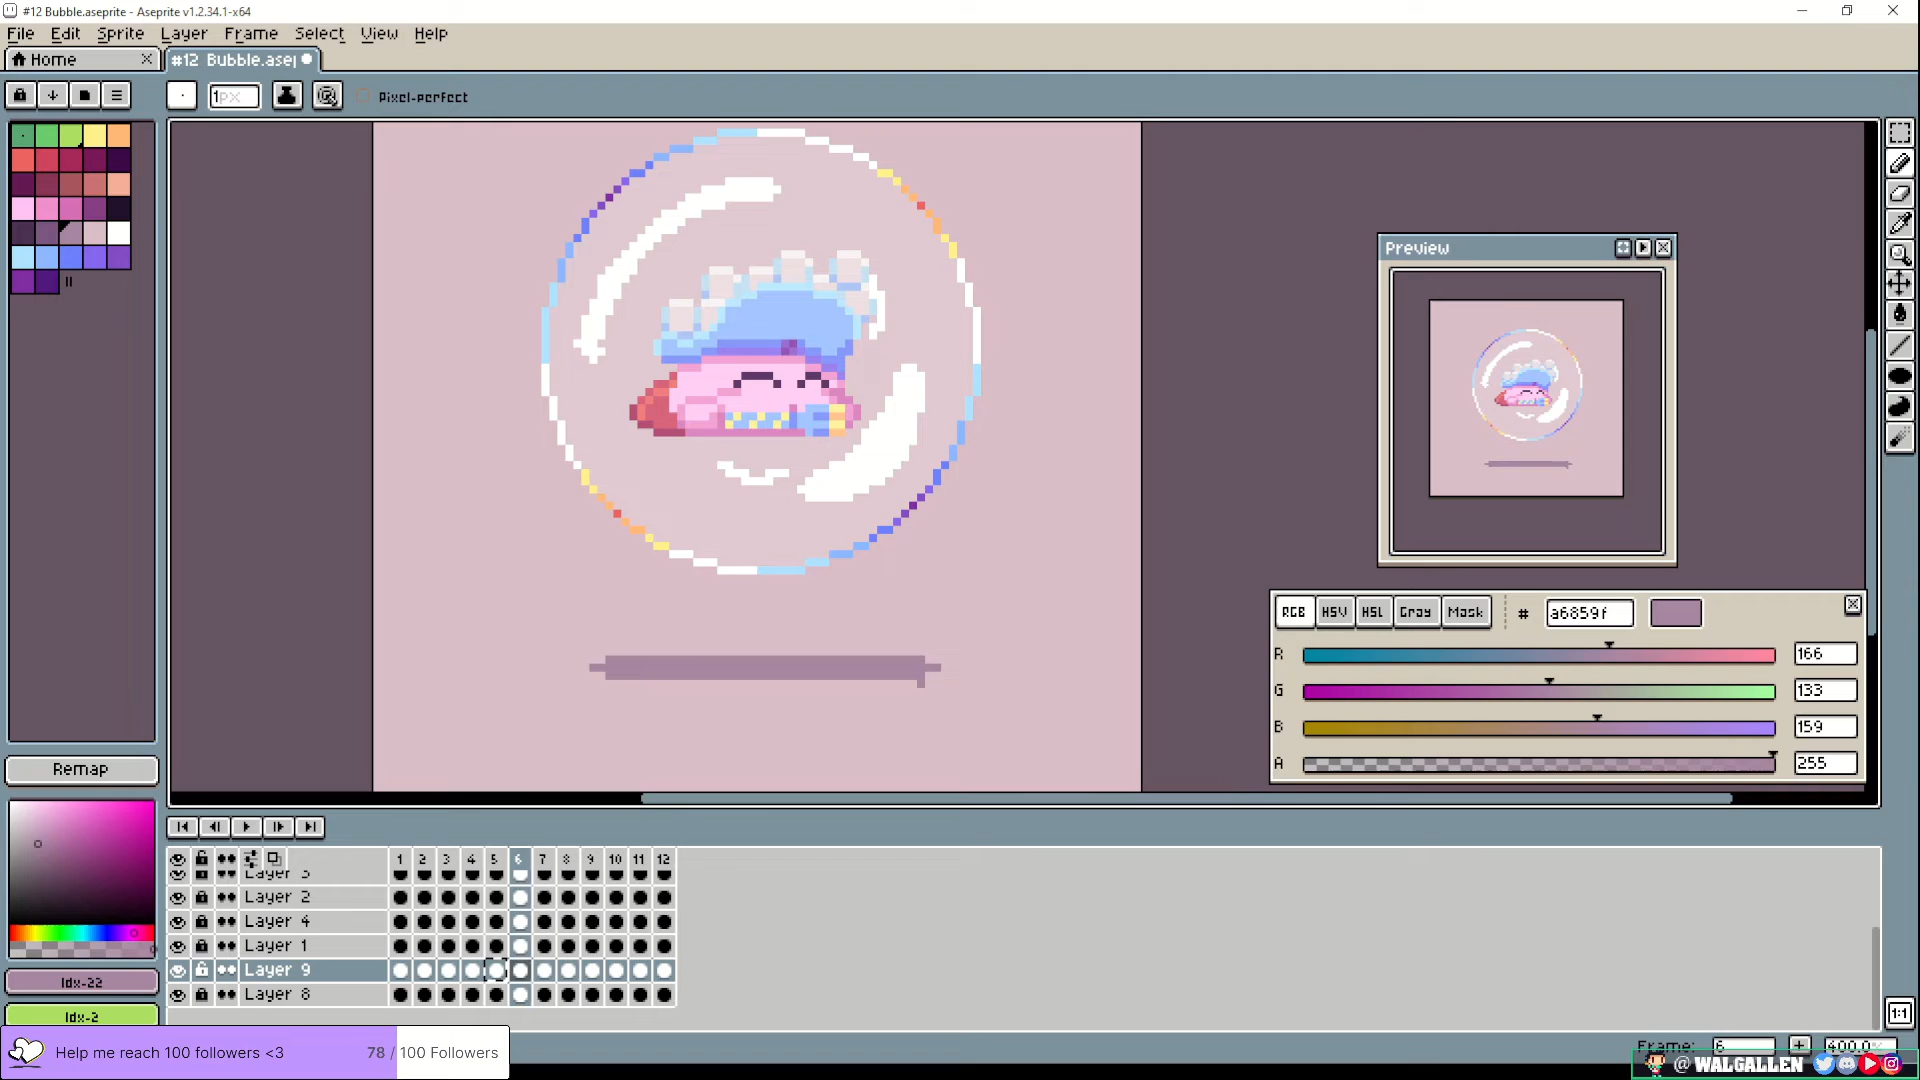 #12 Bubble.aseprite - Aseprite v1.2.34.1-x64
File Edit Sprite Layer Frame Select View Help
Home
#12 Bubble.asep
1px
Pixel-perfect
Preview
RGB HSV HSL Gray Mask # a6859f
R 166
G 133
B 159
A 255
Remap
1 2 3 4 5 6 7 8 9 10 11 12
Layer 2
Layer 4
Layer 1
Layer 9
Idx-22
Layer 8
Idx-2
1:1
Help me reach 100 followers <3 78 / 100 Followers
Frame: 6 + 400.0%
@WALGALLEN